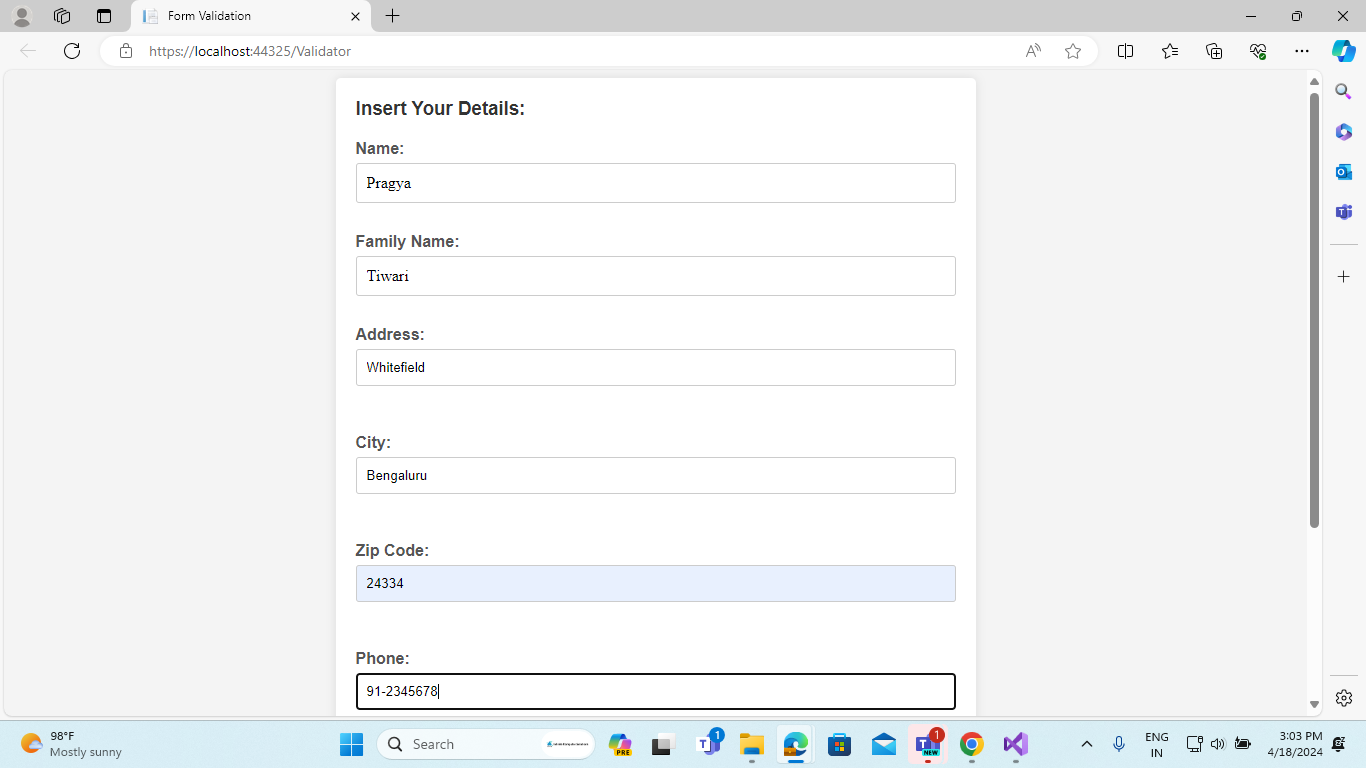 Form Validation
https://localhost:44325/Validator
Insert Your Details:
Name:
Pragya
Family Name:
Tiwari
Address:
Whitefield
City:
Bengaluru
Zip Code:
24334
Phone:
91-2345678
98°F
Mostly sunny
Search
PRE
1
1
NEW
ENG
IN
3:03 PM
4/18/2024